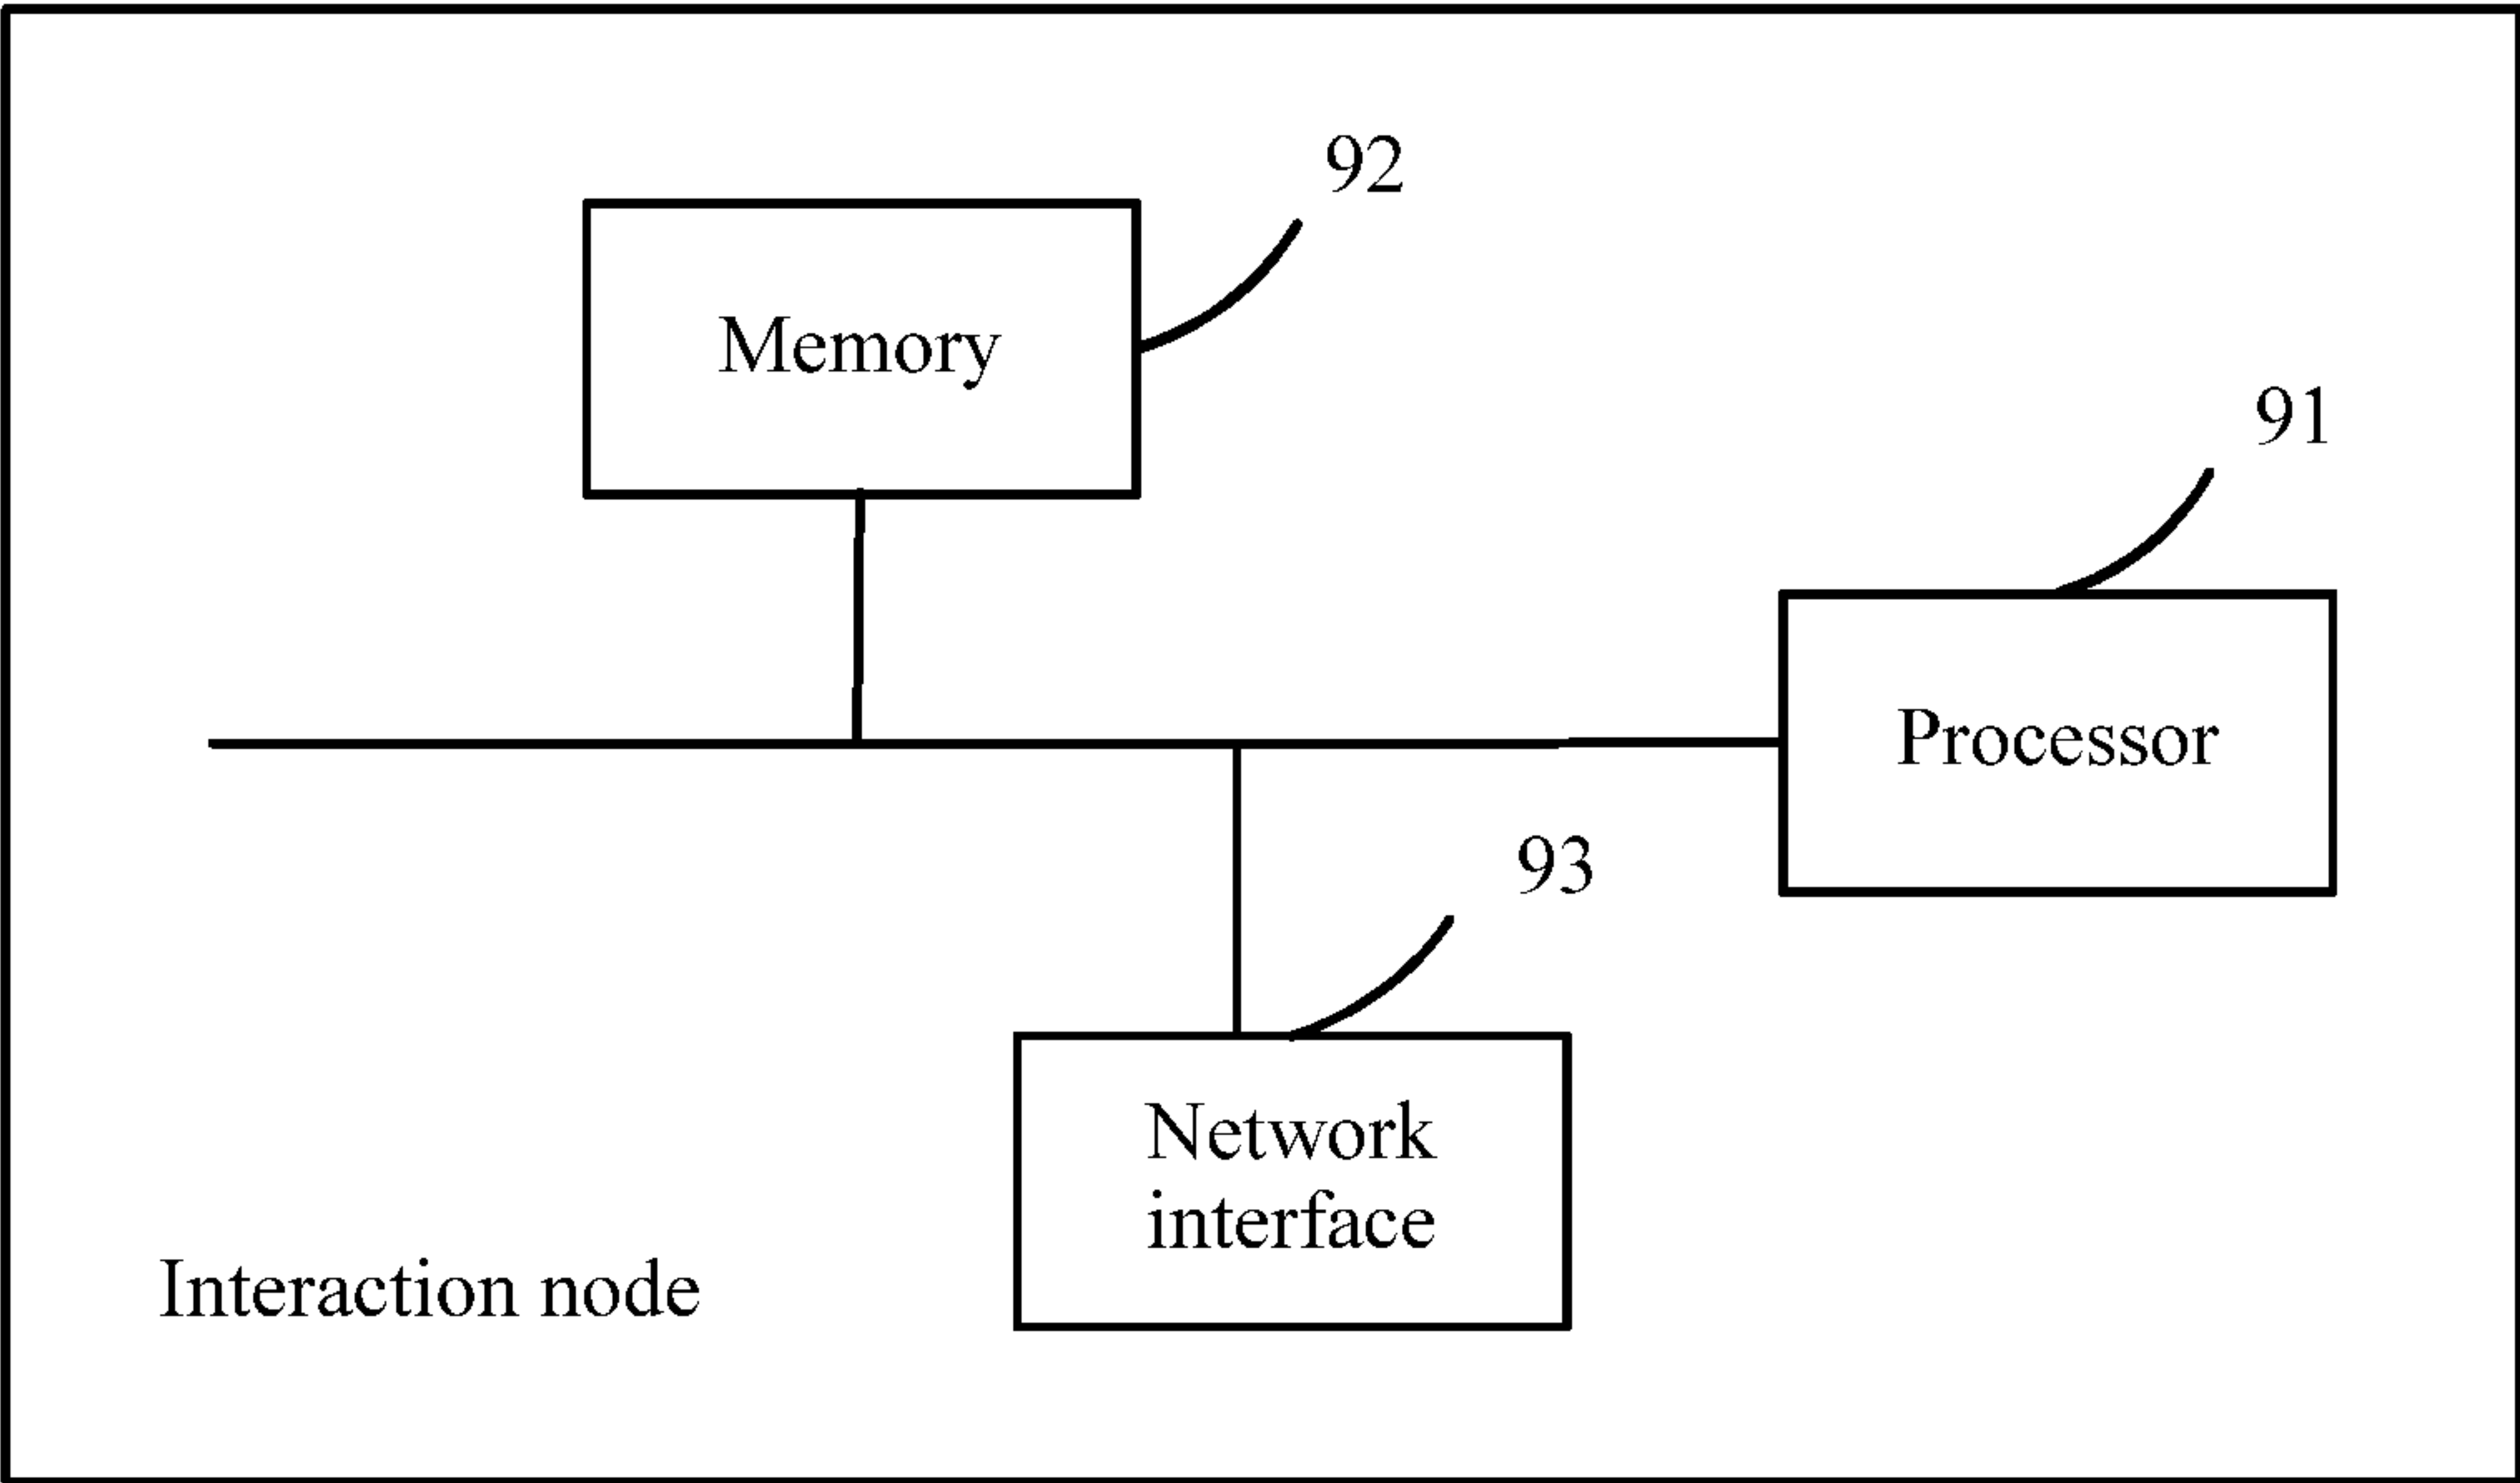 92
Memory
91
Processor
93
Network
interface
Interaction node